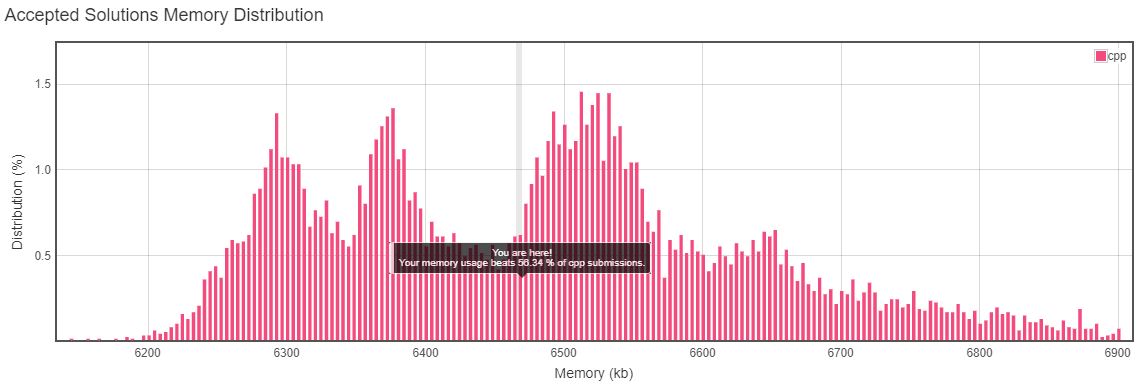 Accepted Solutions Memory Distribution
cpp
1.5
1.0
0.5
Distribution (%)
You are here!
Your memory usage beats 56.34 % of cpp submissions.
6200 6300 6400 6500 6600 6700 6800 6900
Memory (kb)